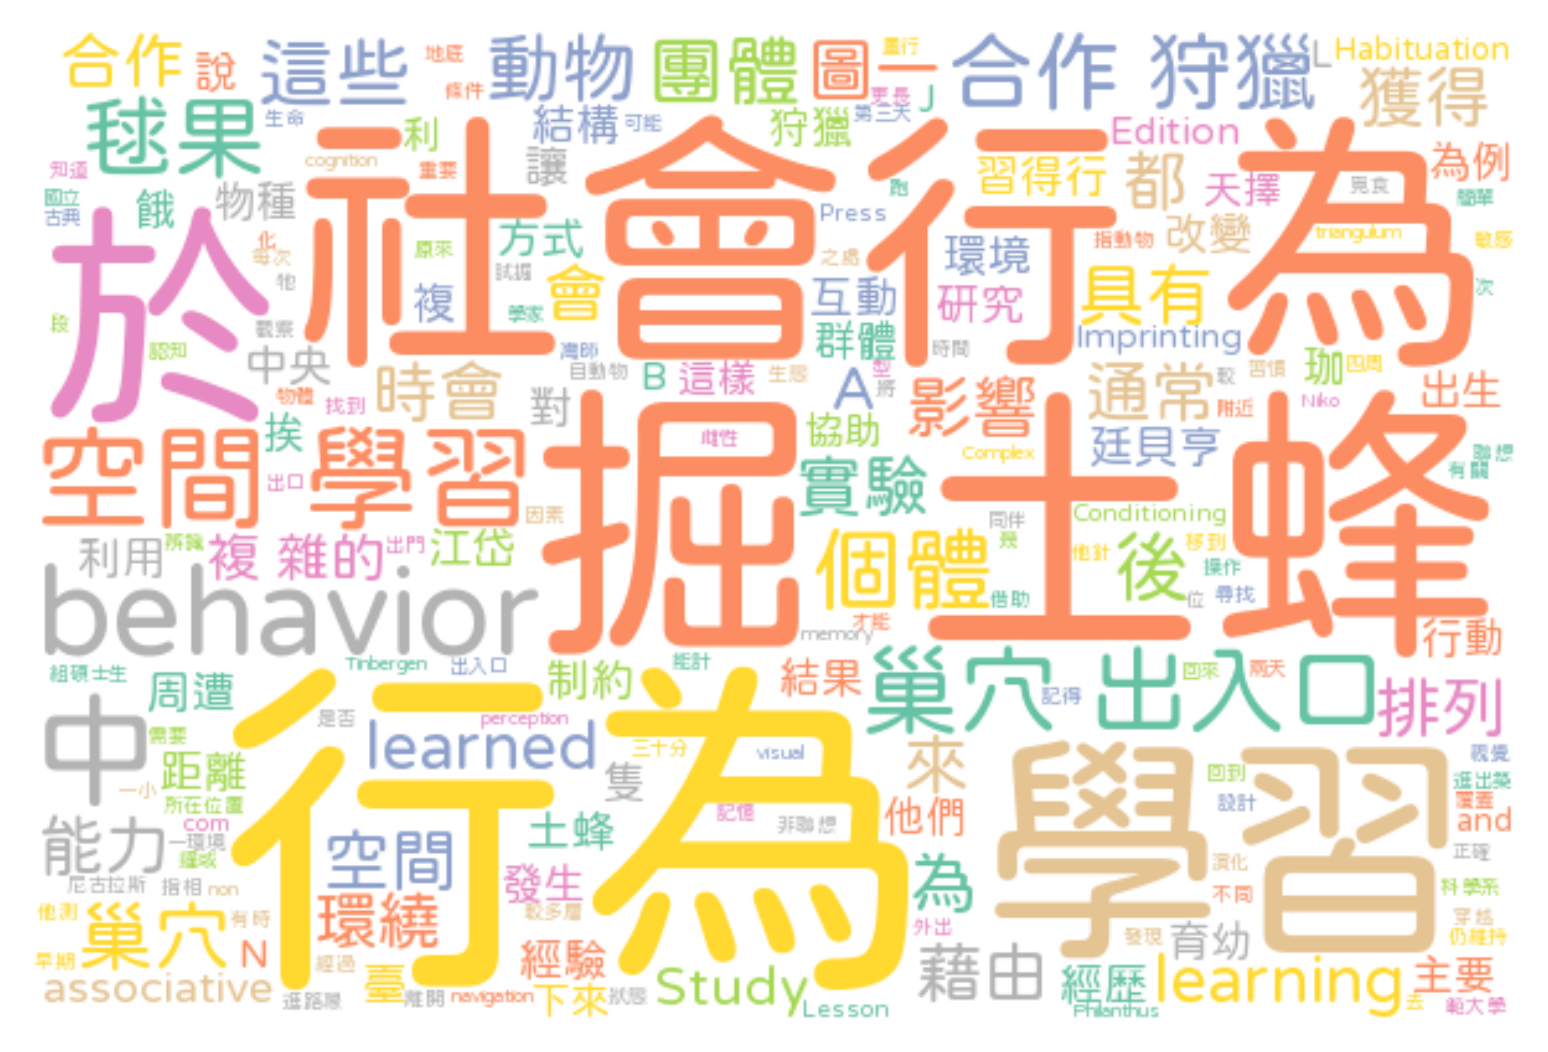 合作 說 這些 地底 條件 動物 團體 圖一 畫行 更長 J 合作 狩獵 L Habituation
毬果 生命 利 結構 可能 狩獵 第三天 Edition 獲得
知道 cognition 重要 讓 社會行為 習得行 都 天擇 為例
國立 古典 餓 物種 方式 Press 跑 覓食 簡單
於 化 每次 牠 原來 試掘 之處 環境 指動物 改變 triangulum 敏感
段 觀察 複 學家 會 互動 研究 具有 次
認知 中央 灣師 群體 時間 Imprinting
物體 找到 時會 自動物 B 這樣 生態 A 型 將 通常 較 習慣 珈 四周 出生
挨 對 雌性 協助 影響 附近 Niko
空間 學習 掘土蜂 實驗 Complex 廷貝亨 聯想 有關
出口 因素 同伴 Conditioning
利用 辨識 複 雜的 出門 江岱 個體 幾 他針 後 移到 操作
behavior 借助 位 尋找
memory 才能 行動
組碩士生 Tinbergen 出入口 制約 能計 結果 巢穴 出入口 回來 兩天
周遭 是否 記得 排列
中 需要 learned perception 行為 三十分 visual 來 學習 視覺
距離 一小 隻 回到 進出築
所在位置 記憶 他們 設計 覆蓋
能力 com 一環境 種或 空間 土蜂 非聯想 and
尼古拉斯 指相 non 發生 為 演化 不同 正確 科學系
他測 巢穴 有時 環繞 較多層 外出 發現 育幼 穿越 仍維持
早期 N 經過 經驗 藉由 經歷 learning 主要
associative 進路線 臺 離開 navigation 下來 狀態 Study Lesson Philanthus 去 範大學